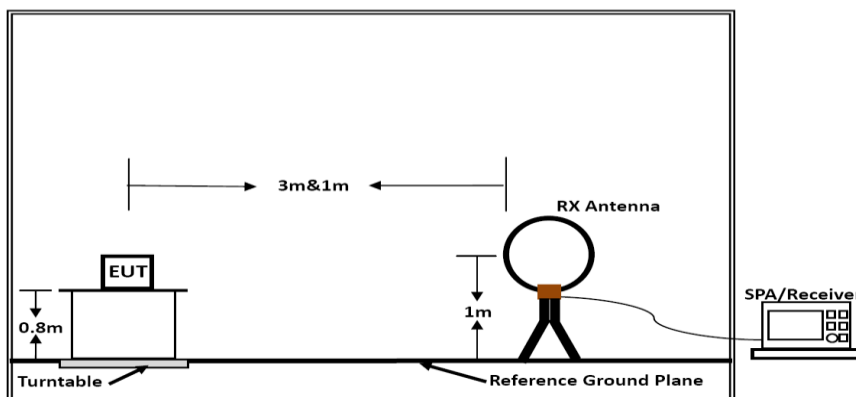 3m&1m
RX Antenna
EUT
SPA/Receiver
0.8m
1m
Turntable
Reference Ground Plane